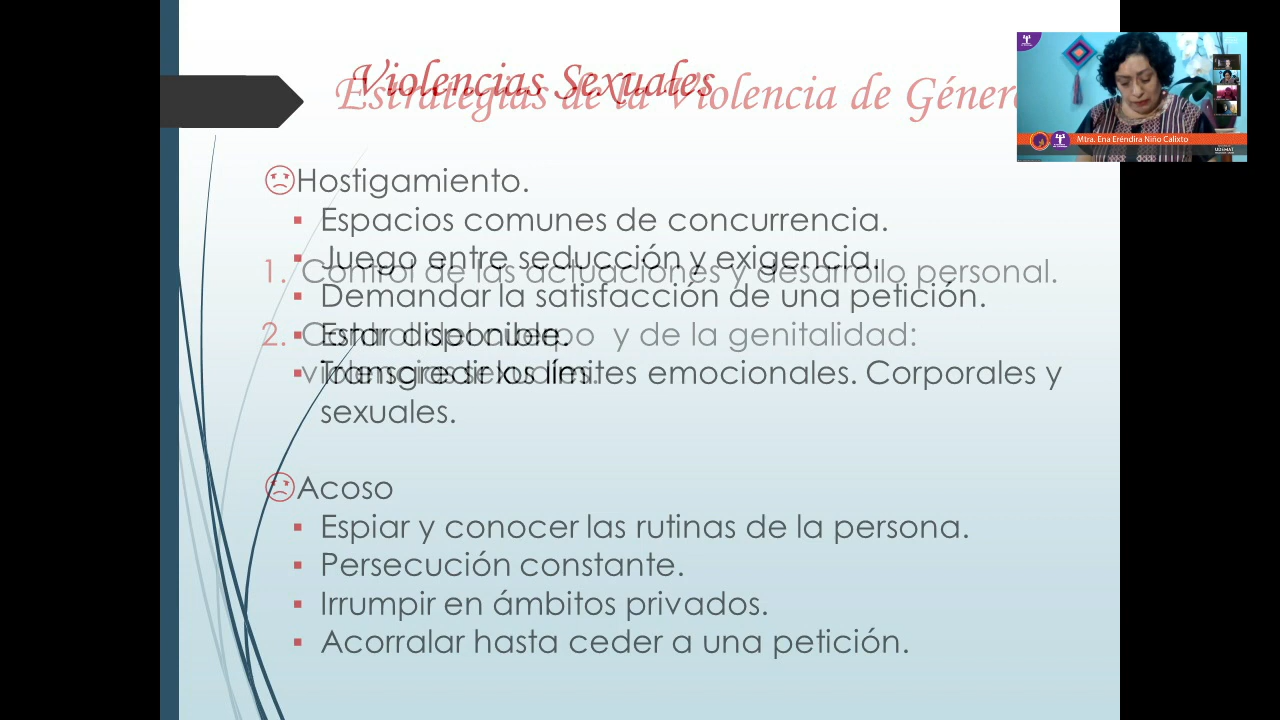 Violencias Sexuales
Estrategias de la Violencia de Género
Mtra. Ena Eréndira Niño Calixto
Hostigamiento.
▪ Espacios comunes de concurrencia.
▪ Juego entre seducción y exigencia.
1. Control de las actuaciones y desarrollo personal.
▪ Demandar la satisfacción de una petición.
▪ Estar disponible.
2. Control del cuerpo y de la genitalidad:
▪ Transgredir los límites emocionales. Corporales y
violencias sexuales.
sexuales.
Acoso
▪ Espiar y conocer las rutinas de la persona.
▪ Persecución constante.
▪ Irrumpir en ámbitos privados.
▪ Acorralar hasta ceder a una petición.